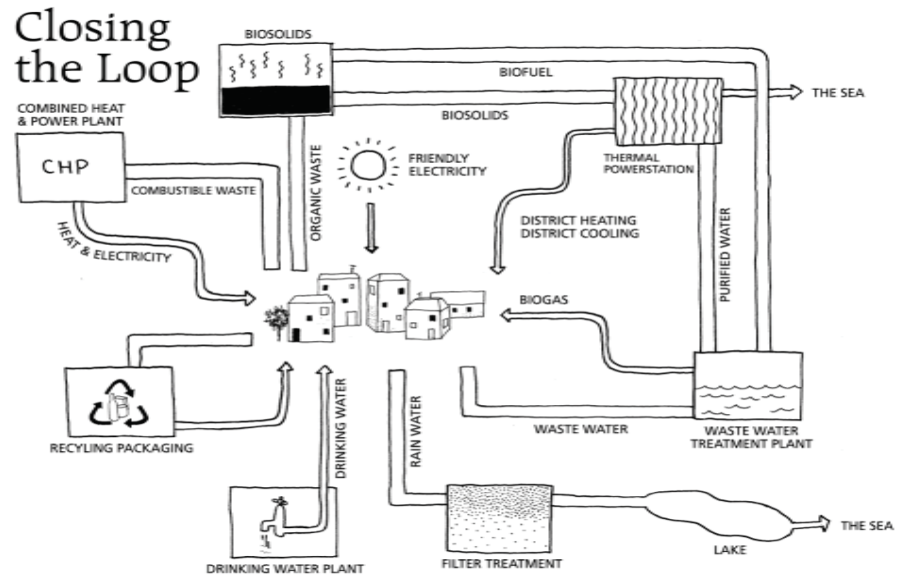 Closing
the Loop
BIOSOLIDS
BIOFUEL
BIOSOLIDS
THE SEA
COMBINED HEAT
& POWER PLANT
CHP
COMBUSTIBLE WASTE
ORGANIC WASTE
FRIENDLY
ELECTRICITY
THERMAL
POWERSTATION
HEAT & ELECTRICITY
DISTRICT HEATING
DISTRICT COOLING
PURIFIED WATER
BIOGAS
RECYLING PACKAGING
DRINKING WATER
RAIN WATER
WASTE WATER
WASTE WATER
TREATMENT PLANT
DRINKING WATER PLANT
FILTER TREATMENT
LAKE
THE SEA